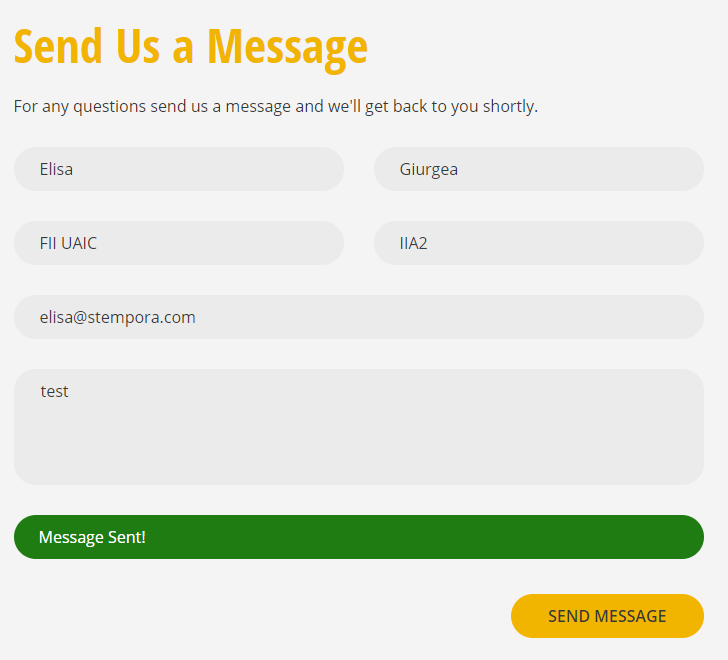 Send Us a Message
For any questions send us a message and we'll get back to you shortly.
Elisa
Giurgea
FII UAIC
IIA2
elisa@stempora.com
test
Message Sent!
SEND MESSAGE